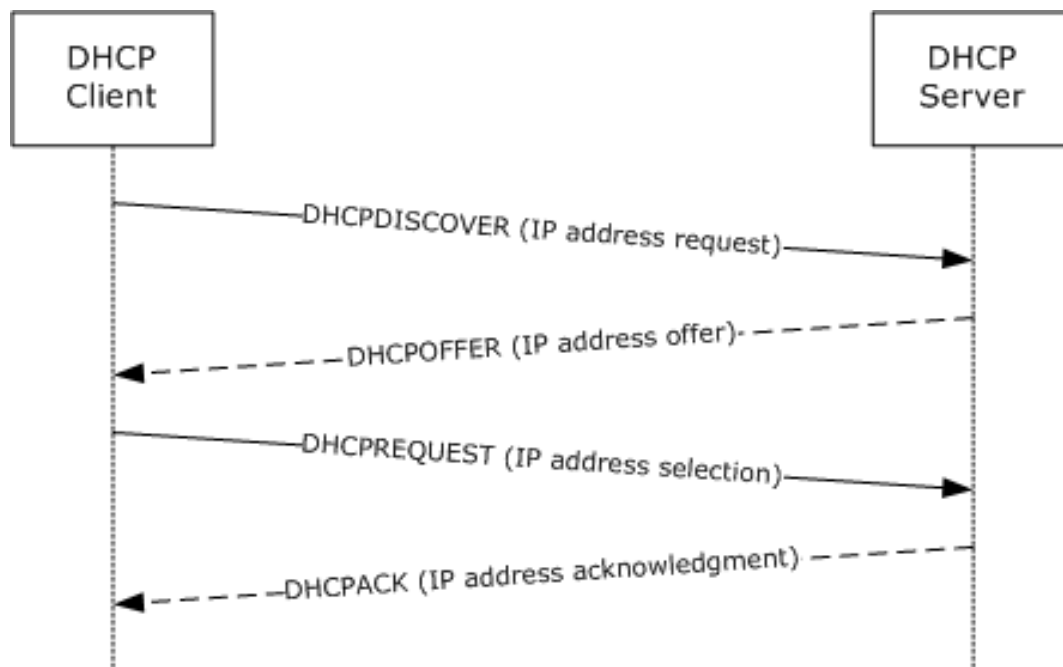 DHCP
Client
DHCP
Server
DHCPDISCOVER (IP address request)
DHCPOFFER (IP address offer)
DHCPREQUEST (IP address selection)
DHCPACK (IP address acknowledgment)